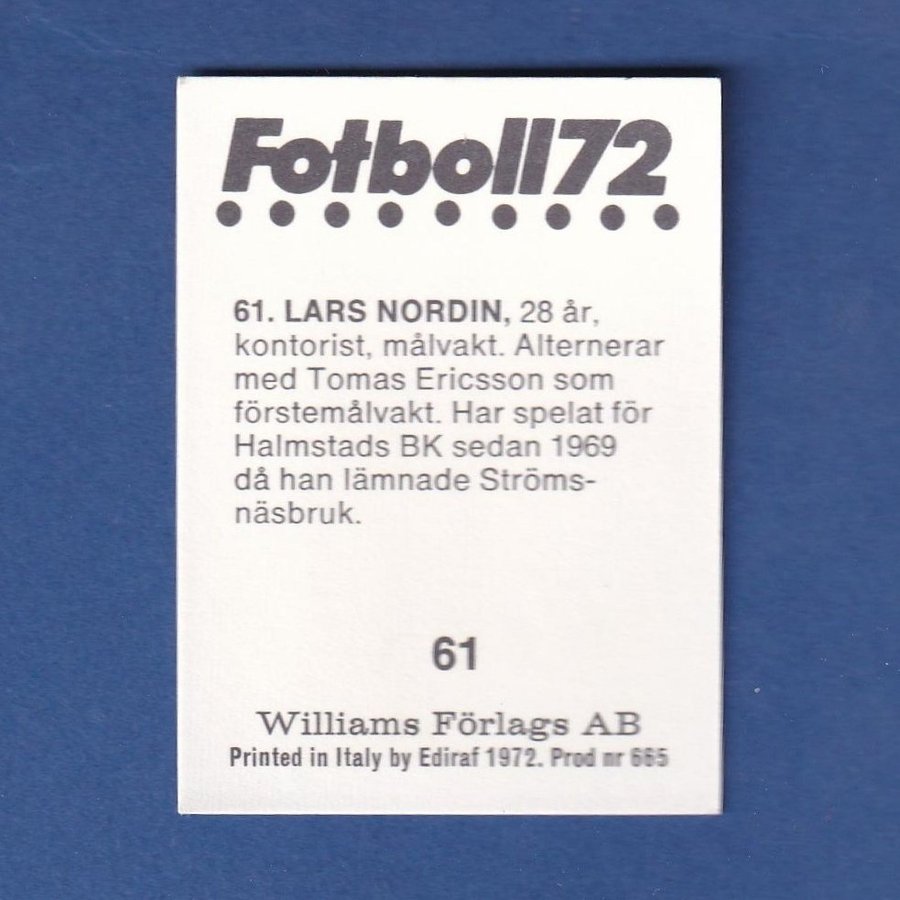 Fotboll72
61. LARS NORDIN, 28 år,
kontorist, målvakt. Alternerar
med Tomas Ericsson som
förstemålvakt. Har spelat för
Halmstads BK sedan 1969
då han lämnade Ströms-
näsbruk.
61
Williams Förlags AB
Printed in Italy by Ediraf 1972. Prod nr 665